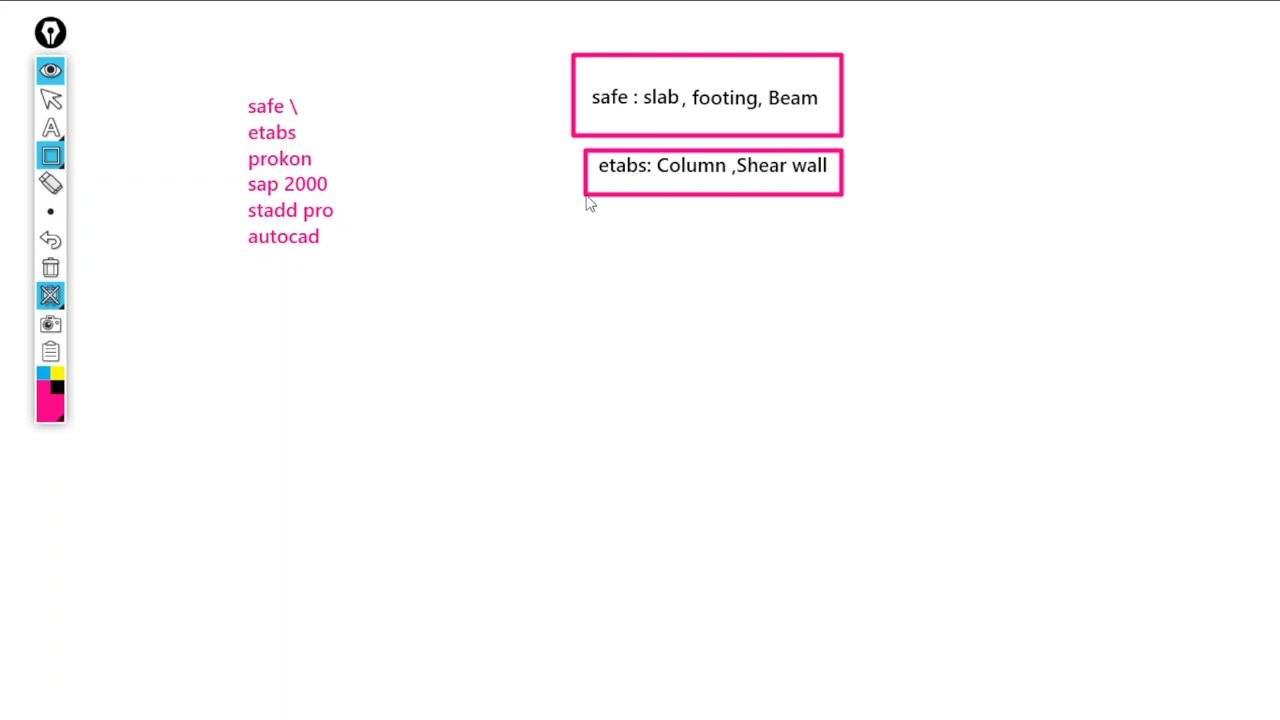 safe \
etabs
prokon
sap 2000
stadd pro
autocad
safe : slab , footing, Beam
etabs: Column ,Shear wall